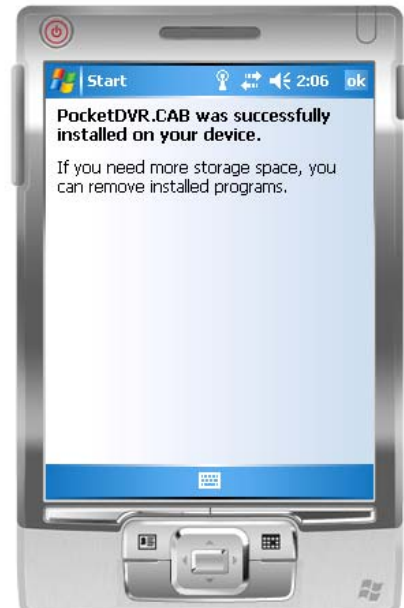 Start 2:06 ok
PocketDVR.CAB was successfully
installed on your device.
If you need more storage space, you
can remove installed programs.